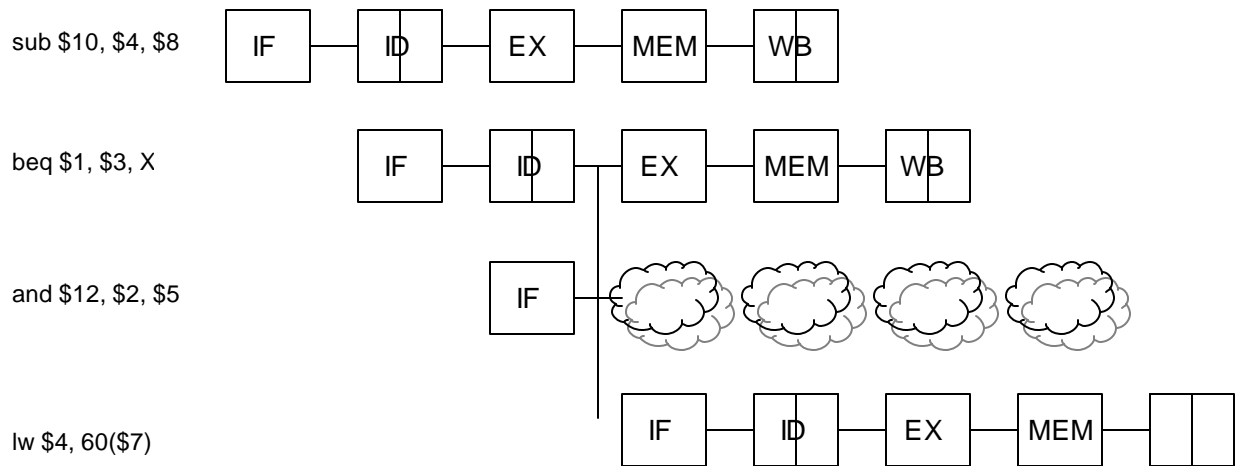 sub $10, $4, $8 IF ID EX MEM WB
beq $1, $3, X IF ID EX MEM WB
and $12, $2, $5 IF
lw $4, 60($7) IF ID EX MEM